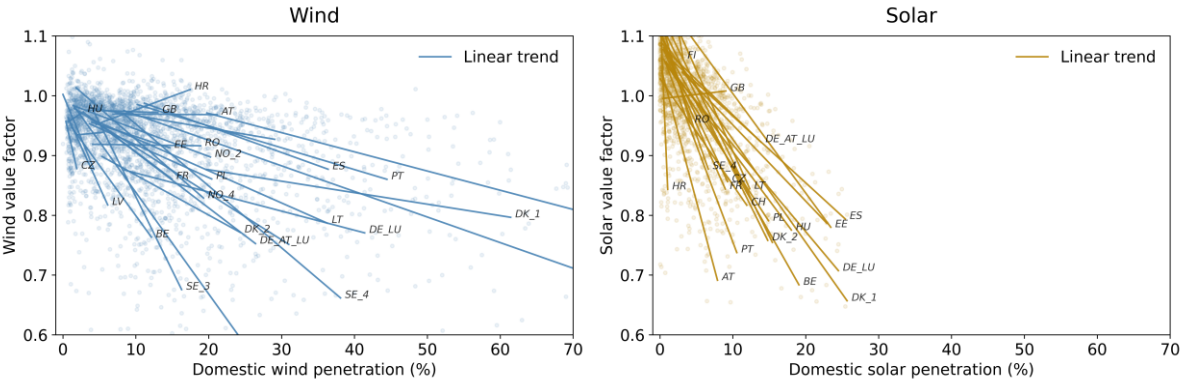 Wind
Solar
Wind value factor
1.1
1.0
0.9
0.8
0.7
0.6
Linear trend
HR
HU
GB
AT
EE
RO
NO_2
CZ
ES
FR
PL
PT
NO_4
LV
DK_1
LT
BE
DK_2
DE_LU
DE_AT_LU
SE_3
SE_4
0 10 20 30 40 50 60 70
Domestic wind penetration (%)
Solar value factor
1.1
1.0
0.9
0.8
0.7
0.6
Linear trend
FI
GB
RO
DE_AT_LU
SE_4
CZ
HR
FR
LT
CH
PL
ES
HU
EE
DK_2
PT
AT
BE
DE_LU
DK_1
0 10 20 30 40 50 60 70
Domestic solar penetration (%)